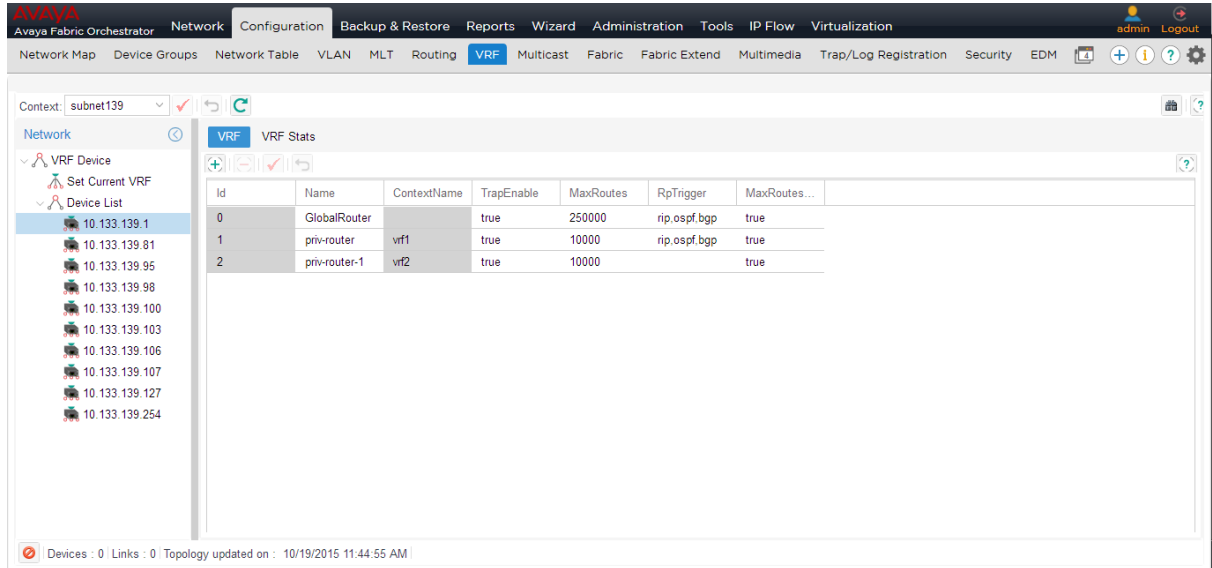 AVAYA
Avaya Fabric Orchestrator Network Configuration Backup & Restore Reports Wizard Administration Tools IP Flow Virtualization admin Logout
Network Map Device Groups Network Table VLAN MLT Routing VRF Multicast Fabric Fabric Extend Multimedia Trap/Log Registration Security EDM 4 + i ?
Context: subnet139 ?
Network VRF VRF Stats
VRF Device ?
Set Current VRF Id Name ContextName TrapEnable MaxRoutes RpTrigger MaxRoutes...
Device List
10.133.139.1 0 GlobalRouter true 250000 rip,ospf,bgp true
10.133.139.81 1 priv-router vrf1 true 10000 rip,ospf,bgp true
10.133.139.95 2 priv-router-1 vrf2 true 10000 true
10.133.139.98
10.133.139.100
10.133.139.103
10.133.139.106
10.133.139.107
10.133.139.127
10.133.139.254
Devices : 0 Links : 0 Topology updated on : 10/19/2015 11:44:55 AM